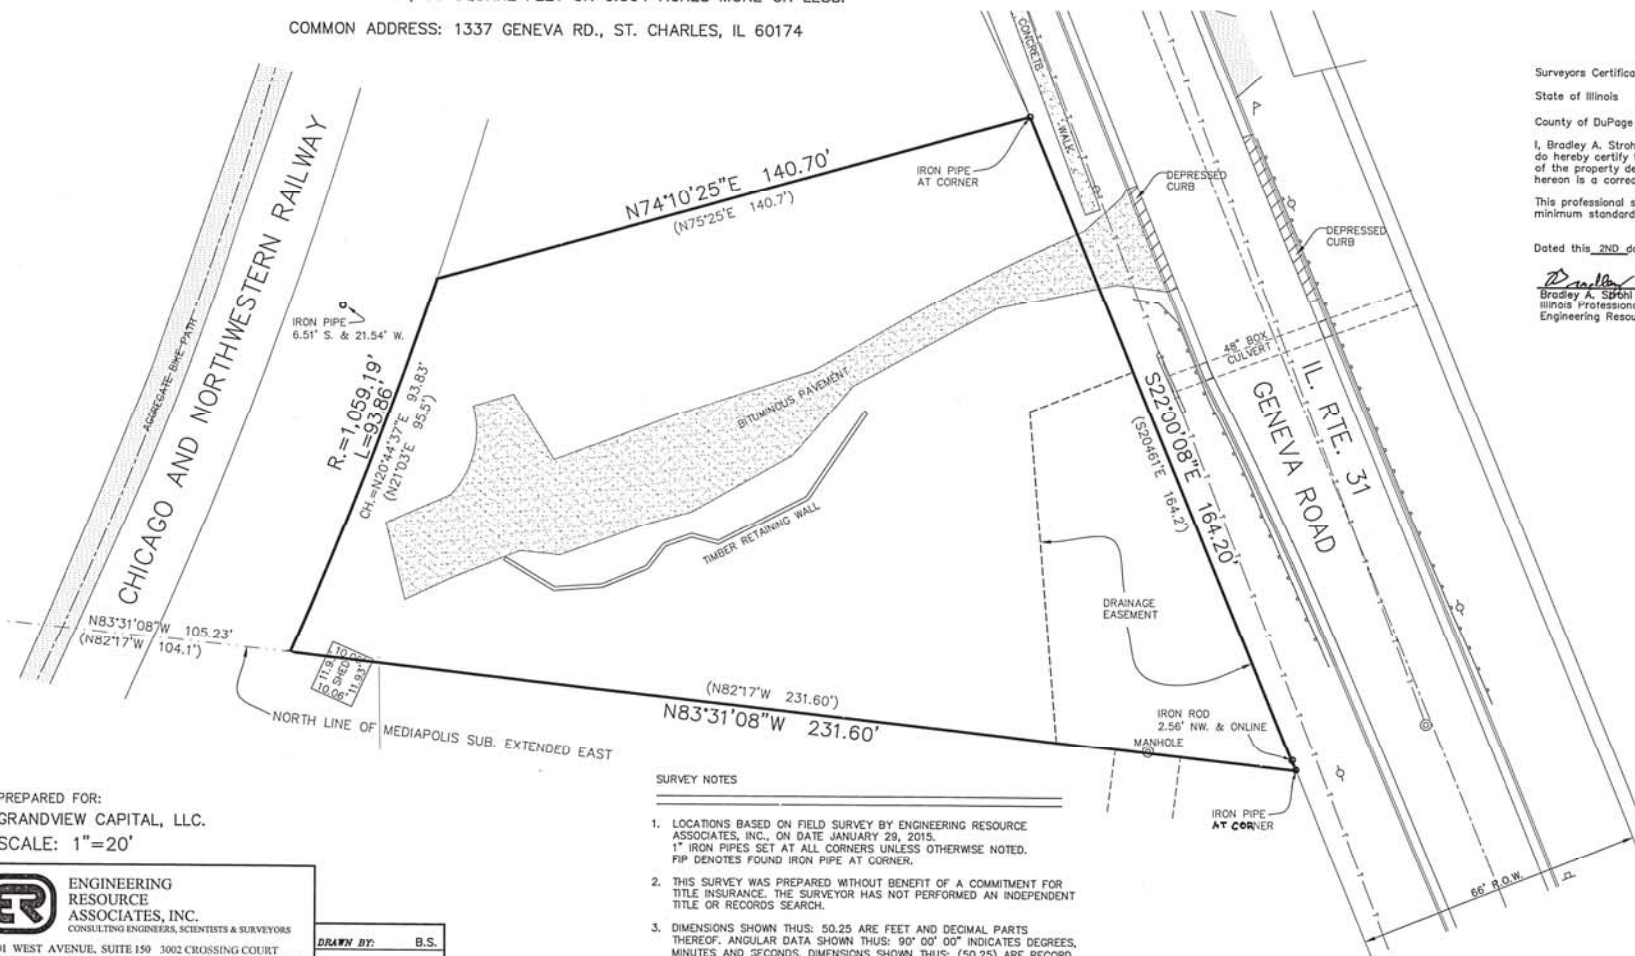 COMMON ADDRESS: 1337 GENEVA RD., ST. CHARLES, IL 60174
Surveyors Certifica
State of Illinois
County of DuPage
I, Bradley A. Stroh
do hereby certify
of the property de
hereon is a correc
This professional s
minimum standard
Dated this 2ND d
Bradley A. Strohl
Illinois Professiona
Engineering Resou
CONCRETE
WALK
IRON PIPE
AT CORNER
DEPRESSED
CURB
DEPRESSED
CURB
N74°10'25"E 140.70'
(N75°25'E 140.7')
CHICAGO AND NORTHWESTERN RAILWAY
AGGREGATE BIKE PATH
IRON PIPE
6.51' S. & 21.54' W.
R.=1,059.19'
L=93.86'
CH.=N20°44'37"E 93.83'
(N21°03'E 95.5')
BITUMINOUS PAVEMENT
TIMBER RETAINING WALL
48" BOX
CULVERT
IL. RTE. 31
GENEVA ROAD
S22°00'08"E 164.20'
(S20461'E 164.2')
DRAINAGE
EASEMENT
N83°31'08"W 105.23'
(N82°17'W 104.1')
10.06'
11.93'
SHED
11.93'
10.06'
NORTH LINE OF MEDIAPOLIS SUB. EXTENDED EAST
(N82°17'W 231.60')
N83°31'08"W 231.60'
IRON ROD
2.56' NW. & ONLINE
MANHOLE
IRON PIPE
AT CORNER
66' R.O.W.
PREPARED FOR:
GRANDVIEW CAPITAL, LLC.
SCALE: 1"=20'
ER
ENGINEERING
RESOURCE
ASSOCIATES, INC.
CONSULTING ENGINEERS, SCIENTISTS & SURVEYORS
01 WEST AVENUE, SUITE 150 3002 CROSSING COURT
DRAWN BY: B.S.
SURVEY NOTES
1. LOCATIONS BASED ON FIELD SURVEY BY ENGINEERING RESOURCE
ASSOCIATES, INC., ON DATE JANUARY 29, 2015.
1" IRON PIPES SET AT ALL CORNERS UNLESS OTHERWISE NOTED.
FIP DENOTES FOUND IRON PIPE AT CORNER.
2. THIS SURVEY WAS PREPARED WITHOUT BENEFIT OF A COMMITMENT FOR
TITLE INSURANCE. THE SURVEYOR HAS NOT PERFORMED AN INDEPENDENT
TITLE OR RECORDS SEARCH.
3. DIMENSIONS SHOWN THUS: 50.25 ARE FEET AND DECIMAL PARTS
THEREOF. ANGULAR DATA SHOWN THUS: 90° 00' 00" INDICATES DEGREES,
MINUTES AND SECONDS. DIMENSIONS SHOWN THUS: (50.25) ARE RECORD